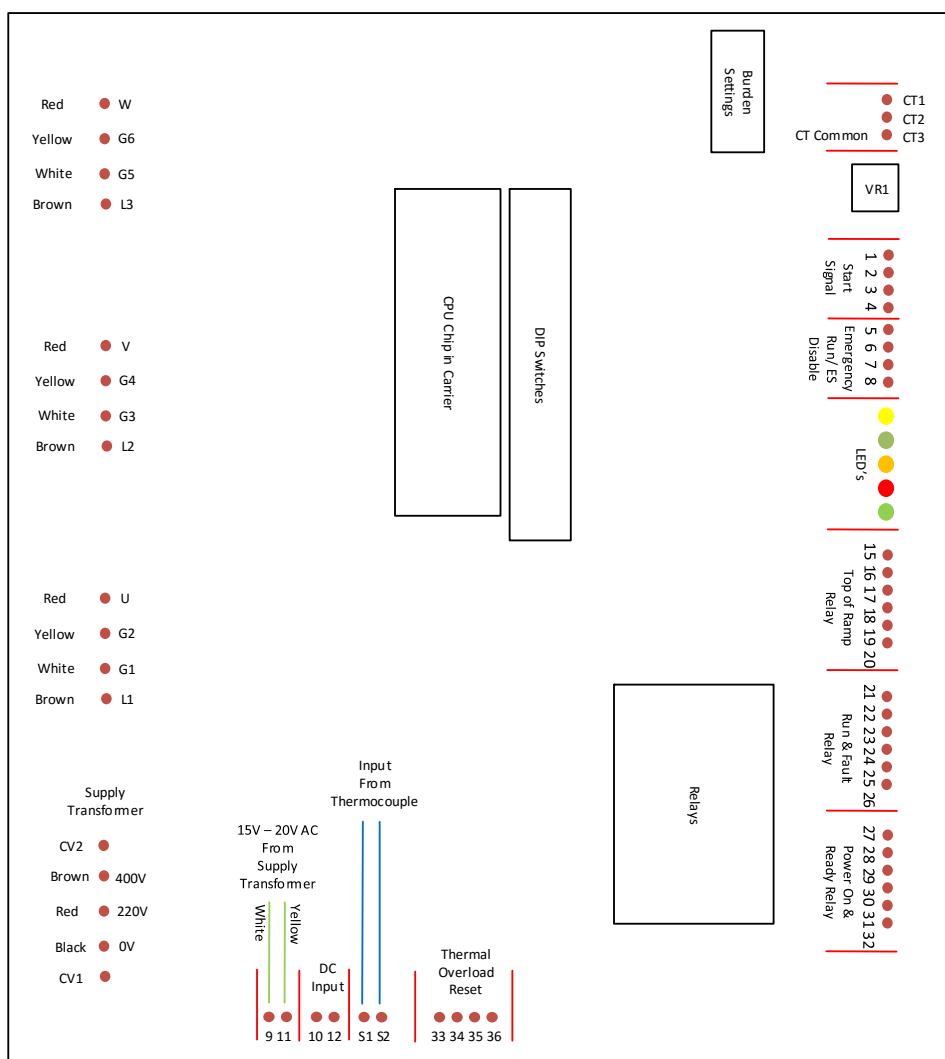 Burden
Settings
CT1
CT2
CT Common
CT3
VR1
Red W
Yellow G6
White G5
Brown L3
Red V
Yellow G4
White G3
Brown L2
Red U
Yellow G2
White G1
Brown L1
CPU Chip in Carrier
DIP Switches
1 2 3 4
Start
Signal
5 6 7 8
Emergency
Run/ ES
Disable
LED's
15 16 17 18 19 20
Top of Ramp
Relay
21 22 23 24 25 26
Run & Fault
Relay
27 28 29 30 31 32
Power On &
Ready Relay
Relays
Supply
Transformer
CV2
Brown 400V
Red 220V
Black 0V
CV1
15V – 20V AC
From
Supply
Transformer
White
Yellow
Input
From
Thermocouple
DC
Input
Thermal
Overload
Reset
9 11 10 12 S1 S2 33 34 35 36